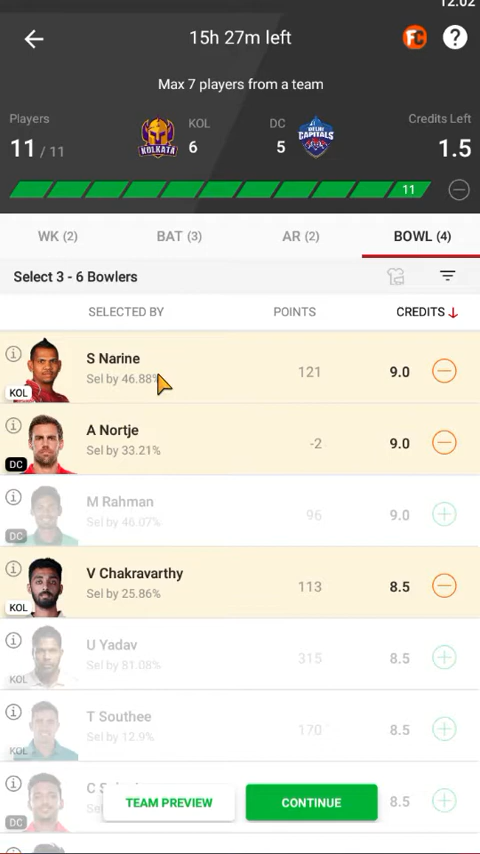 12.02
15h 27m left
FC
?
Max 7 players from a team
Players
KOL
DC
Credits Left
11 / 11
KOLKATA
6
5
DELHI CAPITALS
1.5
11
WK (2)
BAT (3)
AR (2)
BOWL (4)
Select 3 - 6 Bowlers
SELECTED BY
POINTS
CREDITS
S Narine
Sel by 46.88%
121
9.0
KOL
A Nortje
Sel by 33.21%
-2
9.0
DC
M Rahman
Sel by 46.07%
96
9.0
DC
V Chakravarthy
Sel by 25.86%
113
8.5
KOL
U Yadav
Sel by 81.08%
315
8.5
KOL
T Southee
Sel by 12.9%
170
8.5
KOL
8.5
DC
TEAM PREVIEW
CONTINUE